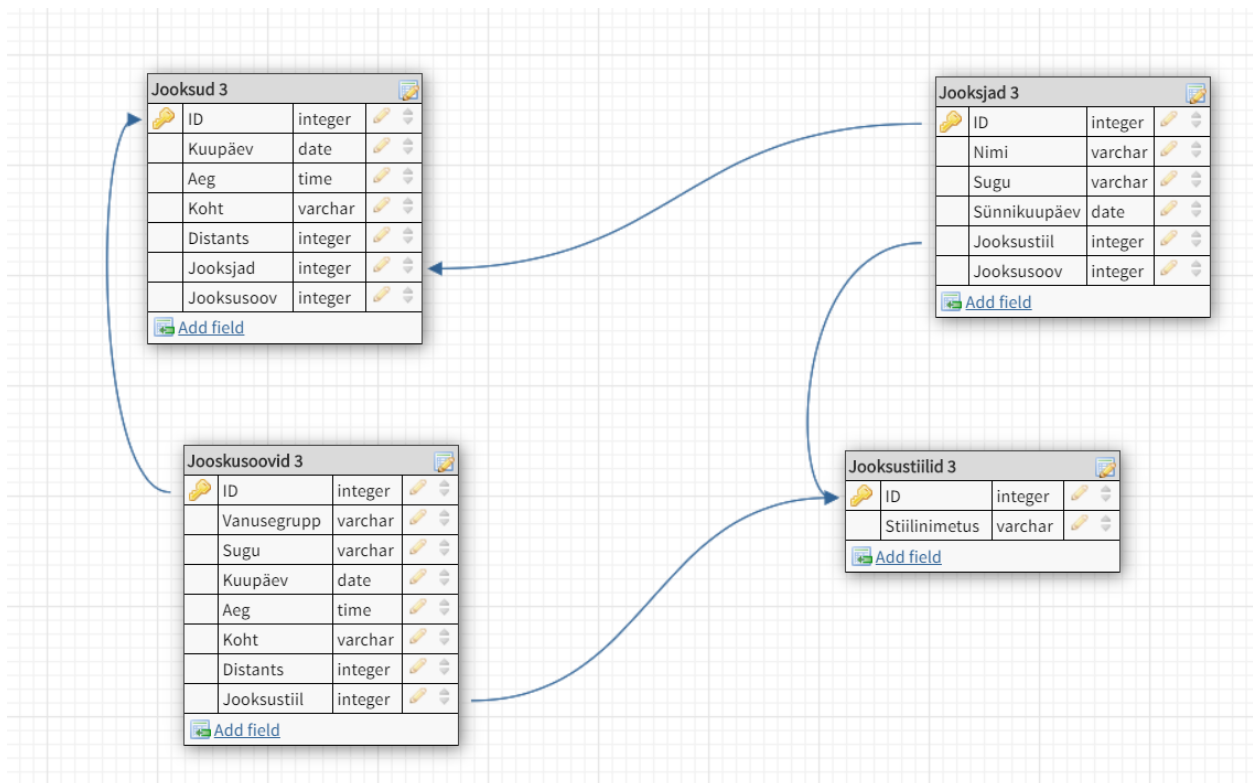 Jooksud 3
ID integer
Kuupäev date
Aeg time
Koht varchar
Distants integer
Jooksjad integer
Jooksusoov integer
Add field
Jooksjad 3
ID integer
Nimi varchar
Sugu varchar
Sünnikuupäev date
Jooksustiil integer
Jooksusoov integer
Add field
Jooskusoovid 3
ID integer
Vanusegrupp varchar
Sugu varchar
Kuupäev date
Aeg time
Koht varchar
Distants integer
Jooksustiil integer
Add field
Jooksustiilid 3
ID integer
Stiilinimetus varchar
Add field